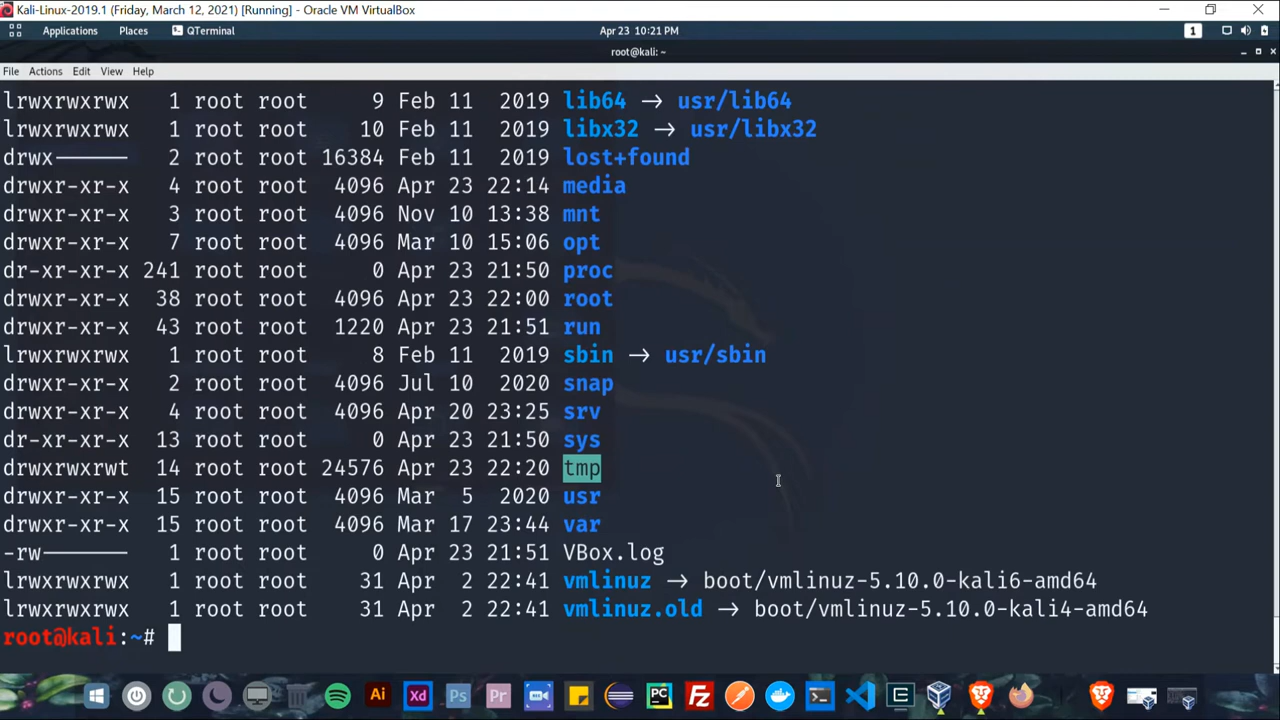 Kali-Linux-2019.1 (Friday, March 12, 2021) [Running] - Oracle VM VirtualBox
Applications Places QTerminal Apr 23 10:21 PM 1
root@kali: ~
File Actions Edit View Help
lrwxrwxrwx 1 root root 9 Feb 11 2019 lib64 → usr/lib64
lrwxrwxrwx 1 root root 10 Feb 11 2019 libx32 → usr/libx32
drwx------ 2 root root 16384 Feb 11 2019 lost+found
drwxr-xr-x 4 root root 4096 Apr 23 22:14 media
drwxr-xr-x 3 root root 4096 Nov 10 13:38 mnt
drwxr-xr-x 7 root root 4096 Mar 10 15:06 opt
dr-xr-xr-x 241 root root 0 Apr 23 21:50 proc
drwxr-xr-x 38 root root 4096 Apr 23 22:00 root
drwxr-xr-x 43 root root 1220 Apr 23 21:51 run
lrwxrwxrwx 1 root root 8 Feb 11 2019 sbin → usr/sbin
drwxr-xr-x 2 root root 4096 Jul 10 2020 snap
drwxr-xr-x 4 root root 4096 Apr 20 23:25 srv
dr-xr-xr-x 13 root root 0 Apr 23 21:50 sys
drwxrwxrwt 14 root root 24576 Apr 23 22:20 tmp
drwxr-xr-x 15 root root 4096 Mar 5 2020 usr
drwxr-xr-x 15 root root 4096 Mar 17 23:44 var
-rw------- 1 root root 0 Apr 23 21:51 VBox.log
lrwxrwxrwx 1 root root 31 Apr 2 22:41 vmlinuz → boot/vmlinuz-5.10.0-kali6-amd64
lrwxrwxrwx 1 root root 31 Apr 2 22:41 vmlinuz.old → boot/vmlinuz-5.10.0-kali4-amd64
root@kali:~#
Ai Xd Ps Pr PC FZ